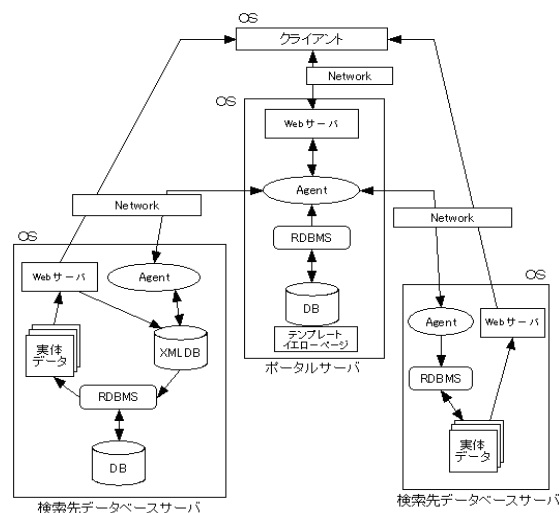 OS
クライアント
Network
OS
Webサーバ
Agent
RDBMS
DB
テンプレート
イエローページ
ポータルサーバ
Network
OS
Webサーバ
Agent
実体
データ
XMLDB
RDBMS
DB
検索先データベースサーバ
Network
OS
Agent
Webサーバ
RDBMS
実体
データ
検索先データベースサーバ